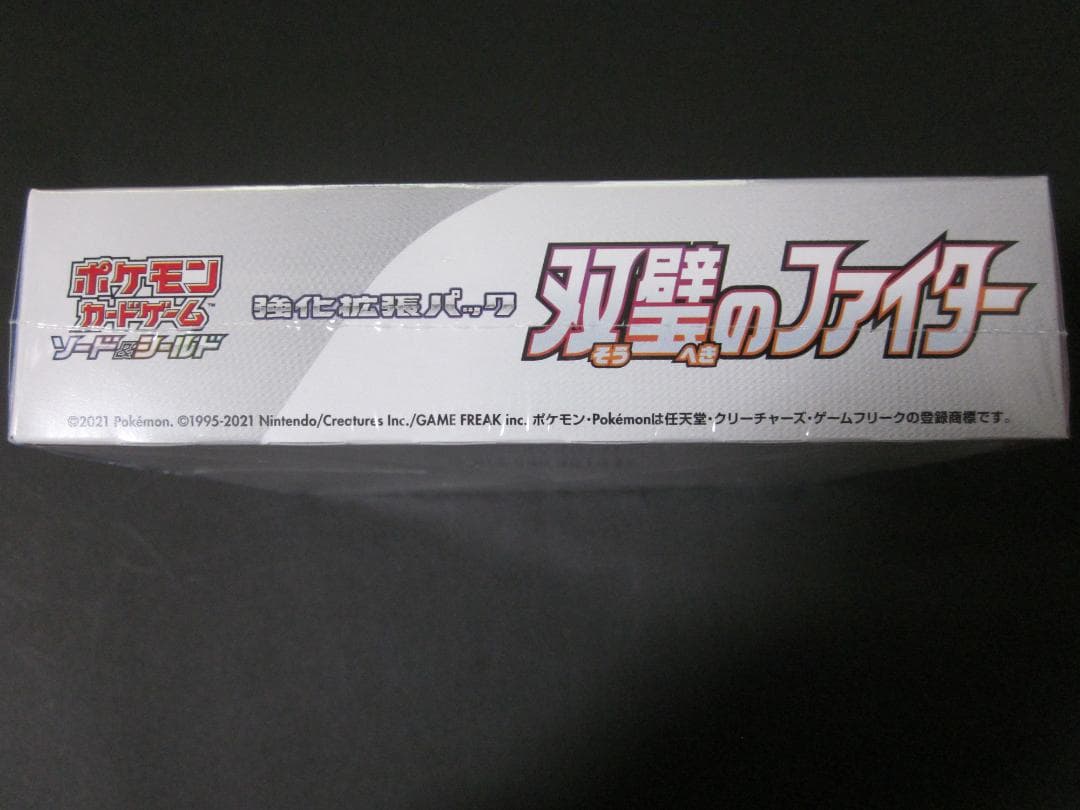 ポケモン
カードゲーム™
ソード&シールド
強化拡張パック
双璧のファイター
そう へき
©2021 Pokémon. ©1995-2021 Nintendo/Creatures Inc./GAME FREAK inc. ポケモン・Pokémonは任天堂・クリーチャーズ・ゲームフリークの登録商標です。